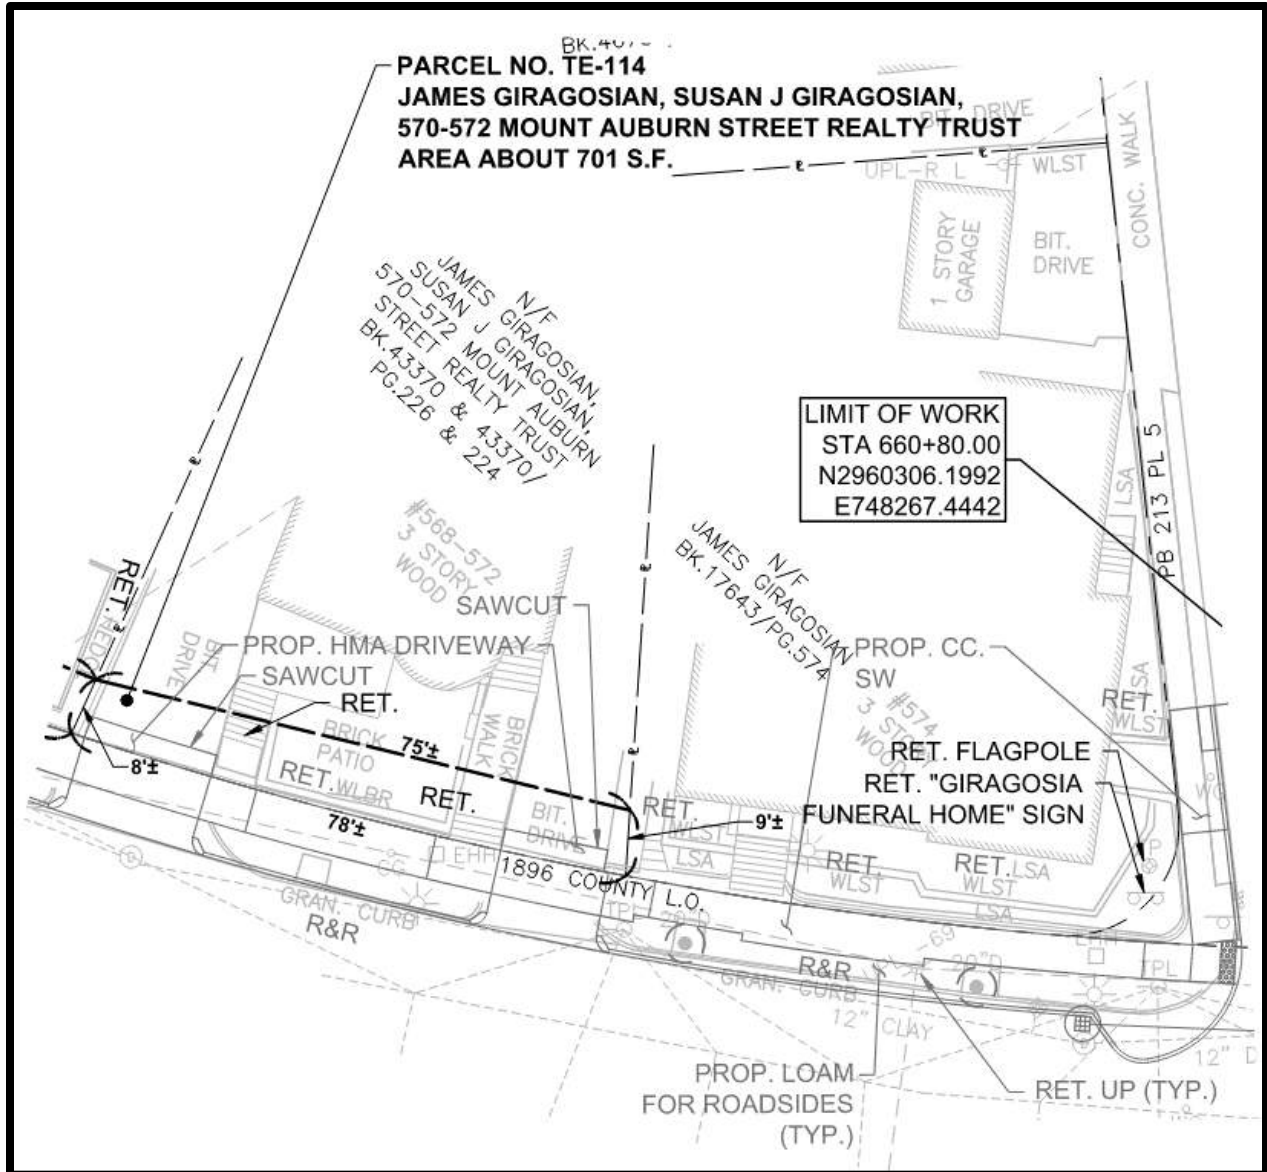 PARCEL NO. TE-114
JAMES GIRAGOSIAN, SUSAN J GIRAGOSIAN,
570-572 MOUNT AUBURN STREET REALTY TRUST
AREA ABOUT 701 S.F.
BIT. DRIVE
UPL-R L
WLST
CONC. WALK
1 STORY
GARAGE
BIT.
DRIVE
N/F
JAMES GIRAGOSIAN,
SUSAN J GIRAGOSIAN,
570-572 MOUNT AUBURN
STREET REALTY TRUST
BK.43370 & 43370/
PG.226 & 224
LIMIT OF WORK
STA 660+80.00
N2960306.1992
E748267.4442
PB 213 PL 5
LSA
#568-572
3 STORY
WOOD
N/F
JAMES GIRAGOSIAN
BK.17643/PG.574
RET.
SAWCUT
BIT.
DRIVE
PROP. HMA DRIVEWAY
SAWCUT
RET.
PROP. CC.
SW
#574
3 STORY
WOOD
LSA
RET.
WLST
BRICK
PATIO
BRICK
WALK
75'±
8'±
RET.
WLBR
RET.
78'±
BIT.
DRIVE
RET.
WLST
LSA
9'±
RET. FLAGPOLE
RET. "GIRAGOSIA
FUNERAL HOME" SIGN
RET.
WLST
RET.
WLST
LSA
LSA
EHH
1896 COUNTY L.O.
GRAN. CURB
R&R
TPL
20"D
R&R
GRAN. CURB
20"D
EHH
TPL
12" CLAY
PROP. LOAM
FOR ROADSIDES
(TYP.)
RET. UP (TYP.)
12" D